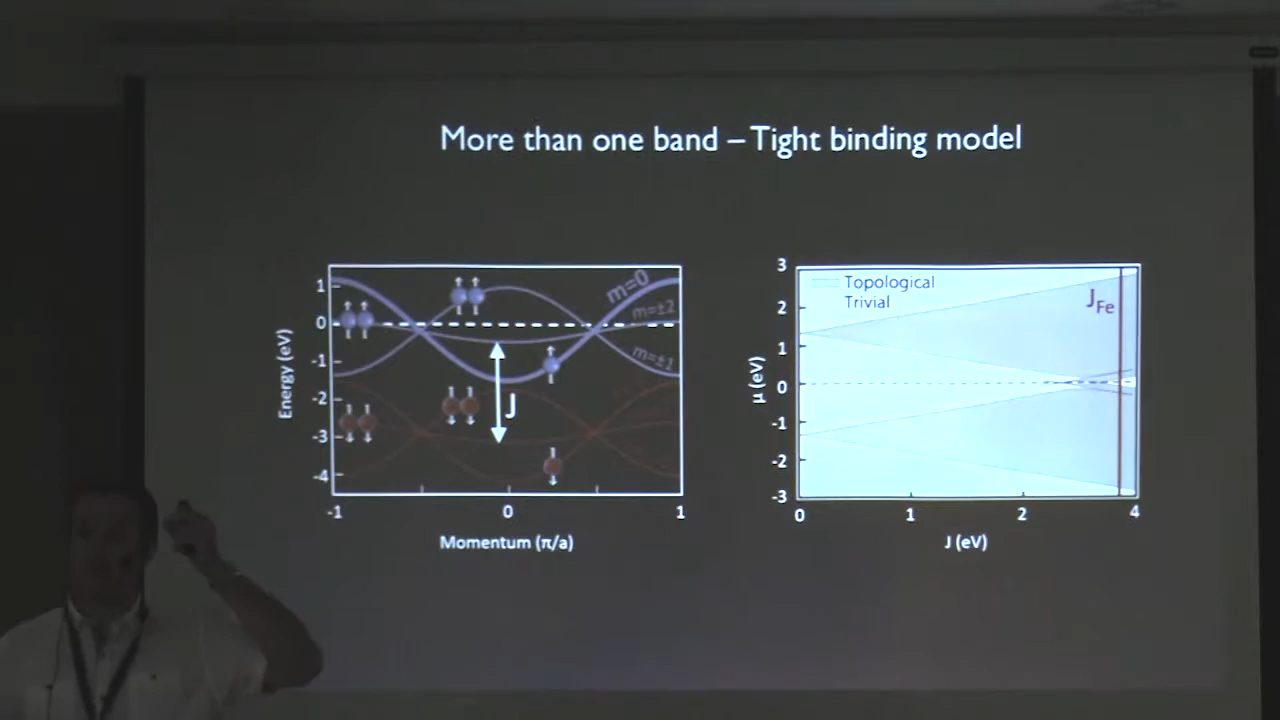 More than one band – Tight binding model
1
0
-1
-2
-3
-4
Energy (eV)
m=0
m=±2
m=±1
J
-1
0
1
Momentum (π/a)
3
2
1
0
-1
-2
-3
μ (eV)
Topological
Trivial
J_Fe
0
1
2
4
J (eV)